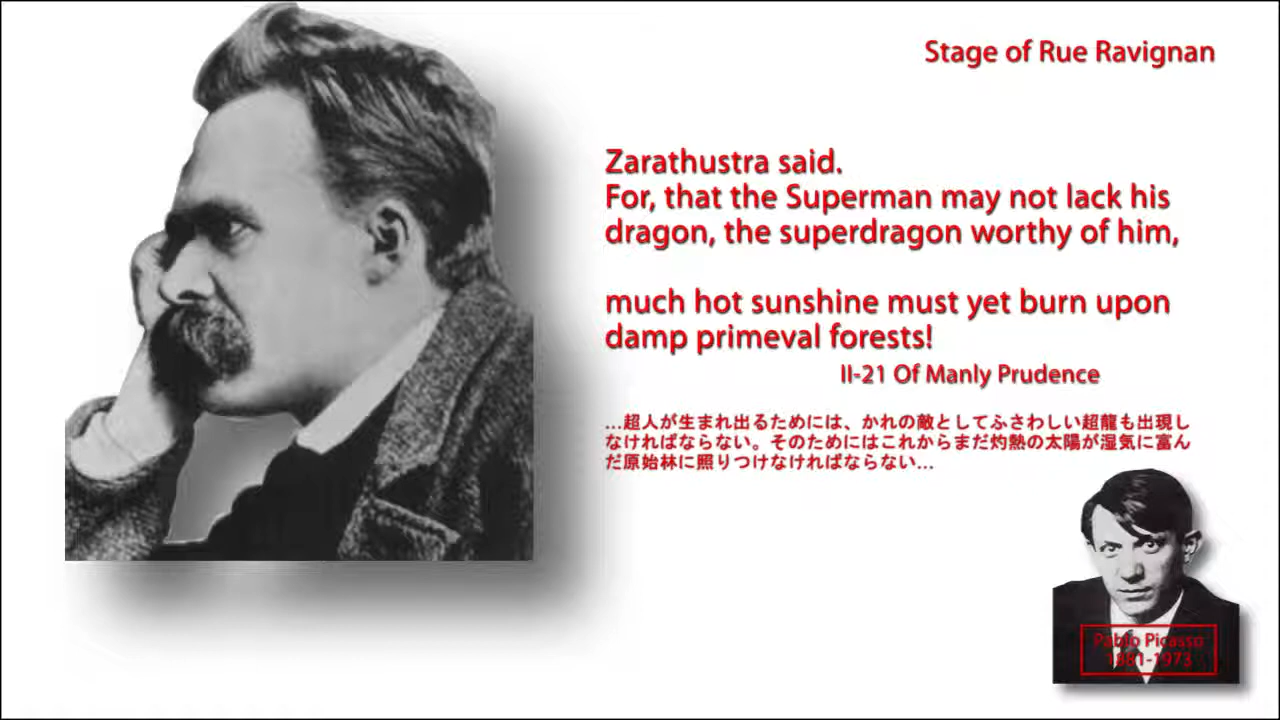 Stage of Rue Ravignan
Zarathustra said.
For, that the Superman may not lack his
dragon, the superdragon worthy of him,
much hot sunshine must yet burn upon
damp primeval forests!
II-21 Of Manly Prudence
...超人が生まれ出るためには、かれの敵としてふさわしい超龍も出現し
なければならない。そのためにはこれからまだ灼熱の太陽が湿気に富ん
だ原始林に照りつけなければならない...
Pablo Picasso
1881-1973